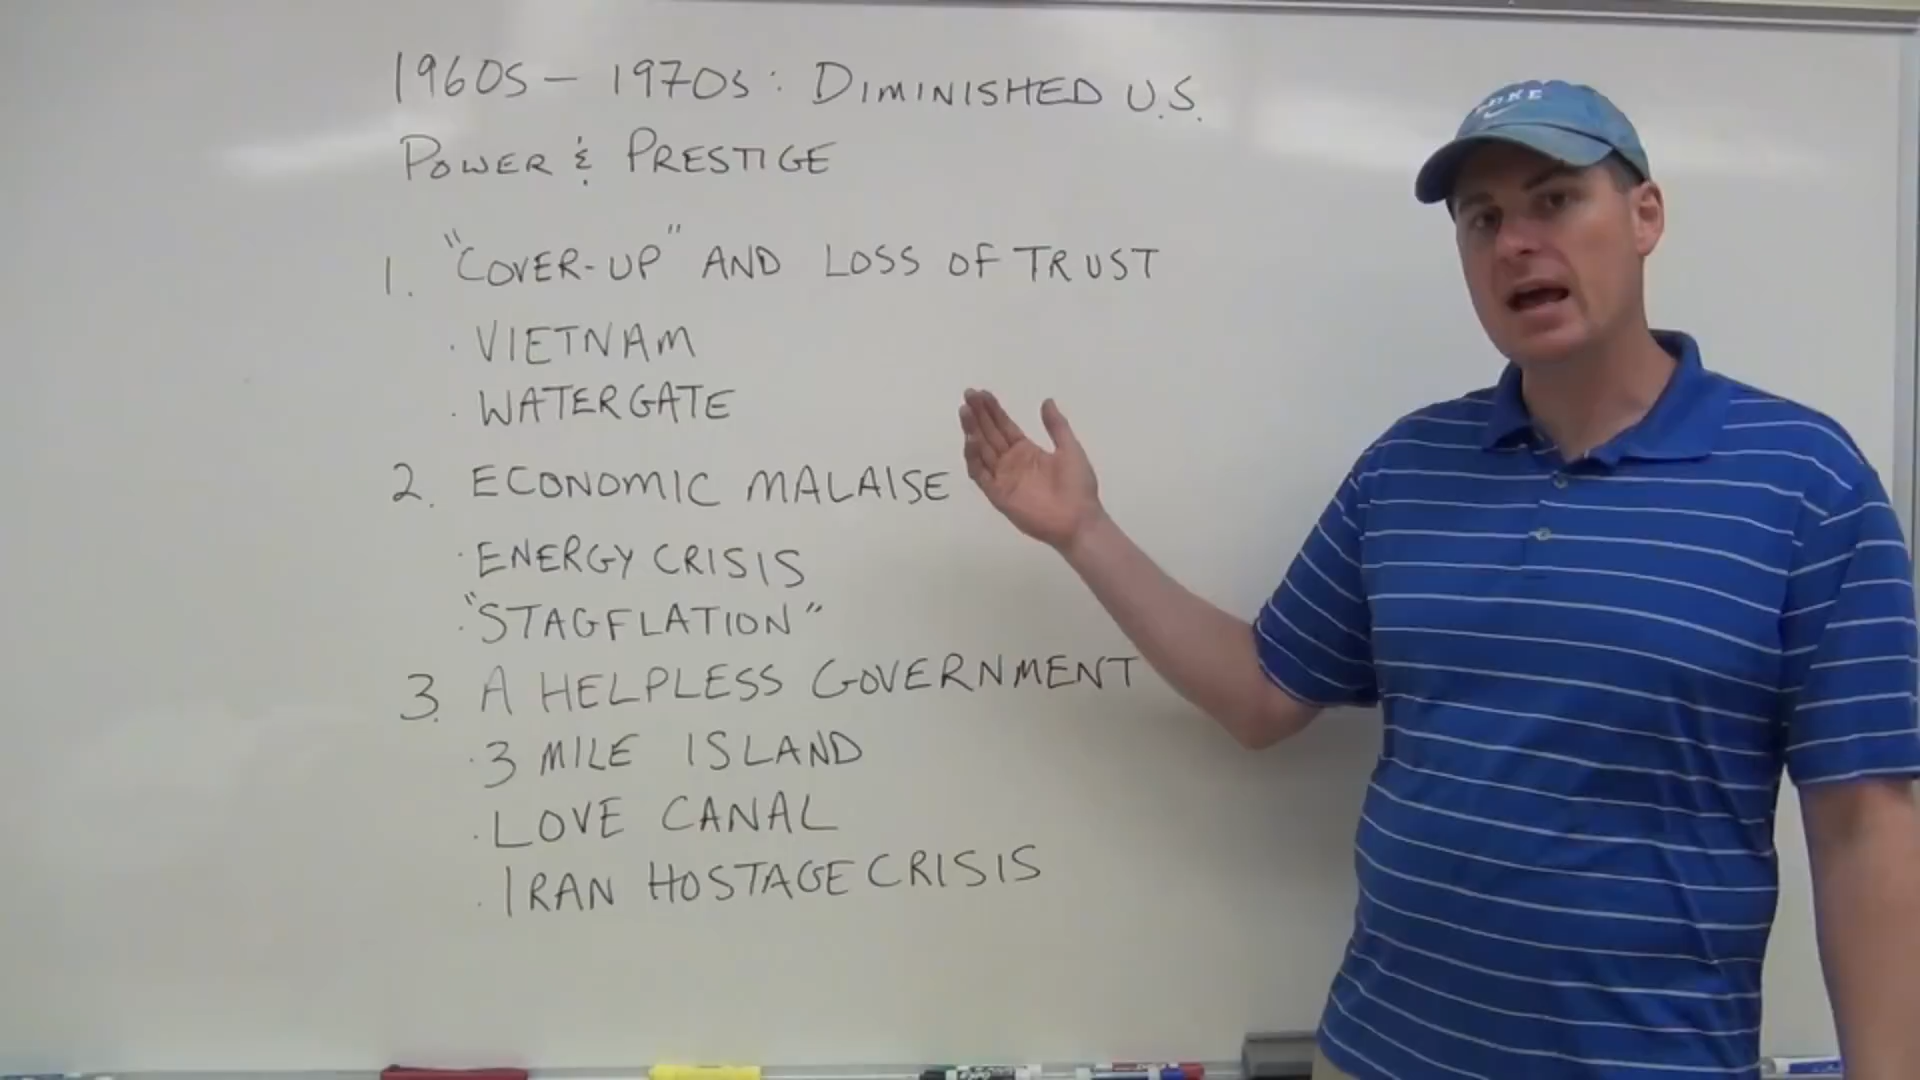 1960s – 1970s: DIMINISHED U.S.
POWER & PRESTIGE
1. "COVER-UP" AND LOSS OF TRUST
· VIETNAM
· WATERGATE
2. ECONOMIC MALAISE
· ENERGY CRISIS
· "STAGFLATION"
3. A HELPLESS GOVERNMENT
· 3 MILE ISLAND
· LOVE CANAL
· IRAN HOSTAGE CRISIS